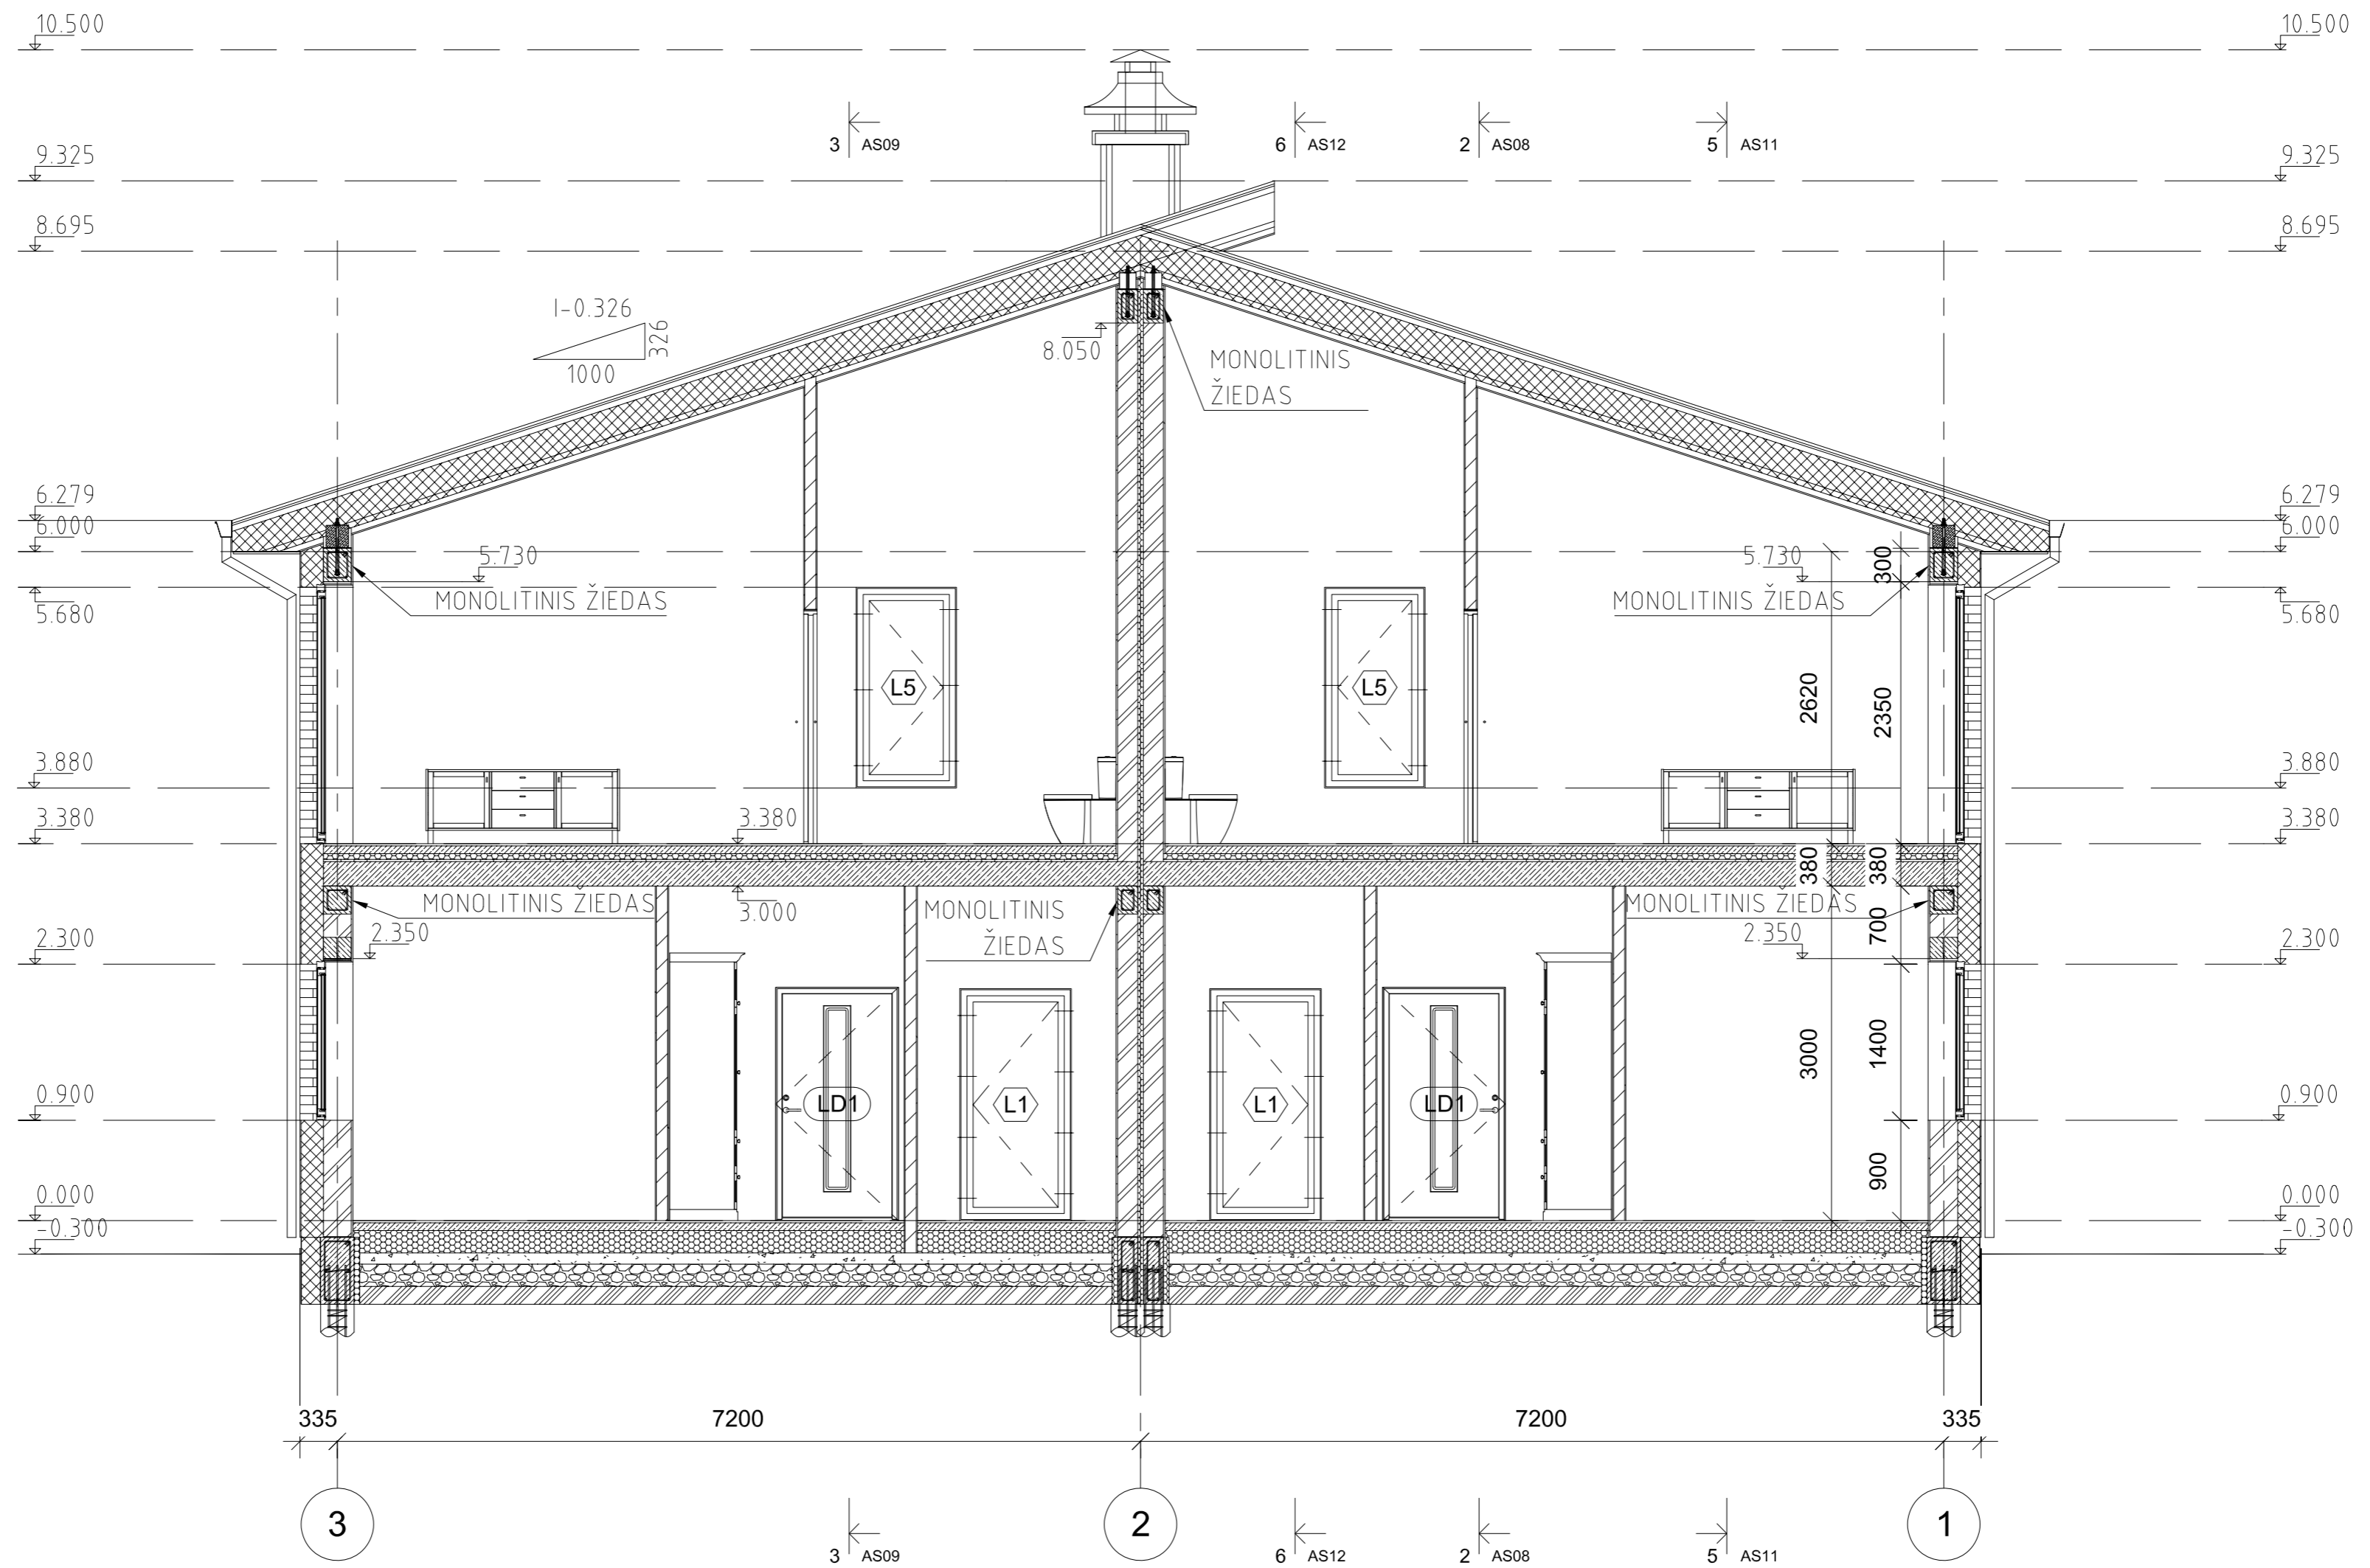 10.500 10.500
3 AS09 6 AS12 2 AS08 5 AS11
9.325 9.325
8.695 8.695
I-0.326
326
1000
8.050
MONOLITINIS
ŽIEDAS
6.279 6.279
6.000 6.000
5.730 5.730 300
MONOLITINIS ŽIEDAS MONOLITINIS ŽIEDAS
5.680 5.680
L5 L5 2620 2350
3.880 3.880
3.380 3.380 3.380
380 380
MONOLITINIS ŽIEDAS 3.000 MONOLITINIS
ŽIEDAS
MONOLITINIS ŽIEDAS
2.300 2.350 2.350 700 2.300
3000 1400
0.900 LD1 L1 L1 LD1 0.900
900
0.000 0.000
-0.300 -0.300
335 7200 7200 335
3 2 1
3 AS09 6 AS12 2 AS08 5 AS11